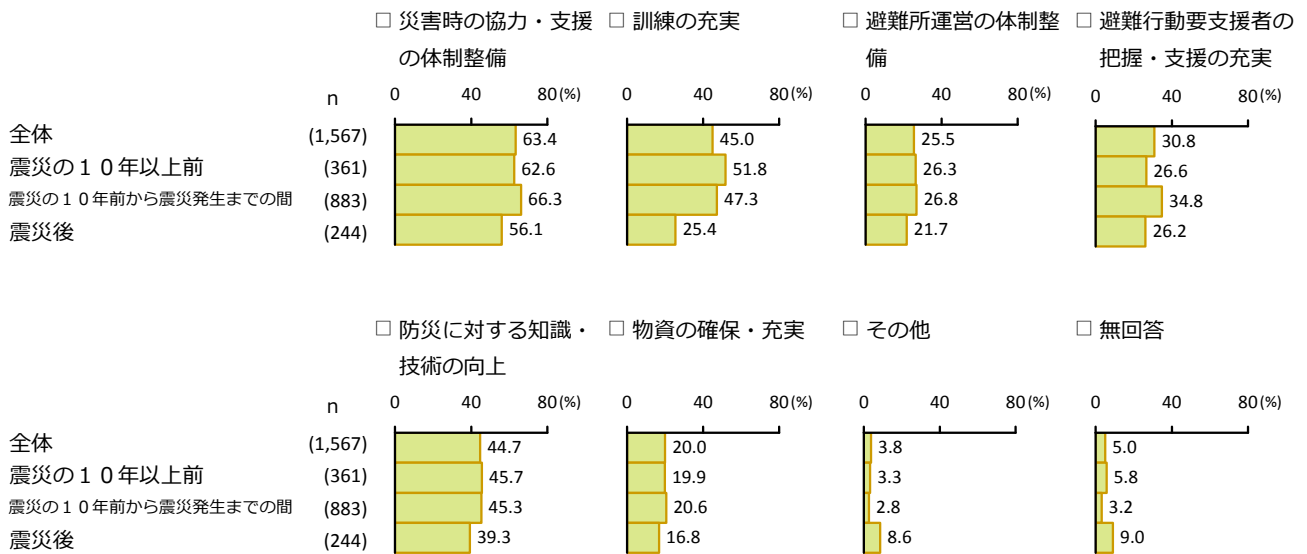 □ 災害時の協力・支援の体制整備
□ 訓練の充実
□ 避難所運営の体制整備
□ 避難行動要支援者の把握・支援の充実
n 0 40 80(%) 0 40 80(%) 0 40 80(%) 0 40 80(%)
全体 (1,567) 63.4 45.0 25.5 30.8
震災の１０年以上前 (361) 62.6 51.8 26.3 26.6
震災の１０年前から震災発生までの間 (883) 66.3 47.3 26.8 34.8
震災後 (244) 56.1 25.4 21.7 26.2
□ 防災に対する知識・技術の向上
□ 物資の確保・充実
□ その他
□ 無回答
n 0 40 80(%) 0 40 80(%) 0 40 80(%) 0 40 80(%)
全体 (1,567) 44.7 20.0 3.8 5.0
震災の１０年以上前 (361) 45.7 19.9 3.3 5.8
震災の１０年前から震災発生までの間 (883) 45.3 20.6 2.8 3.2
震災後 (244) 39.3 16.8 8.6 9.0